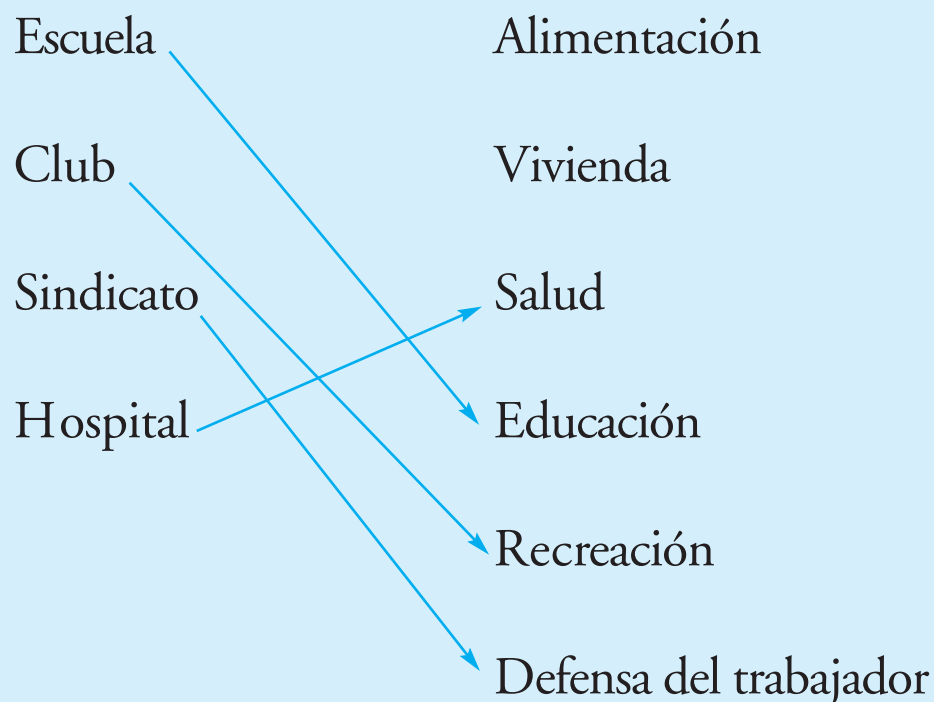 Escuela
Alimentación
Club
Vivienda
Sindicato
Salud
Hospital
Educación
Recreación
Defensa del trabajador